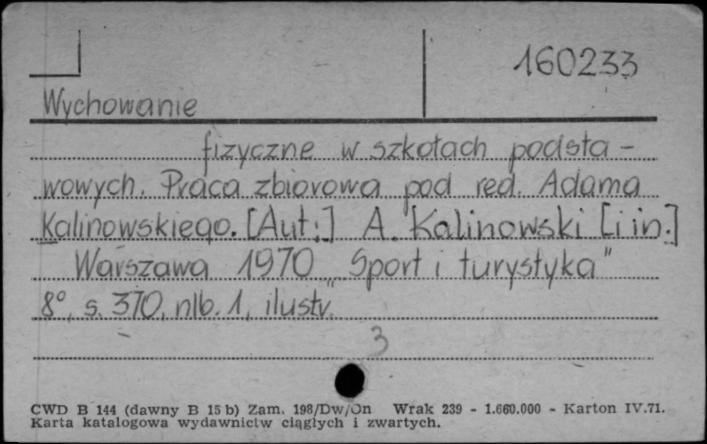 160233
Wychowanie
fizyczne w szkołach podsta-
wowych. Praca zbiorowa pod red. Adama
Kalinowskiego. [Aut:] A. Kalinowski [i in.]
Warszawa 1970 „Sport i turystyka"
8°, s. 370, nlb. 1, ilustr.
3
CWD B 144 (dawny B 15 b) Zam. 198/Dw/On Wrak 239 - 1.660.000 - Karton IV.71.
Karta katalogowa wydawnictw ciągłych i zwartych.